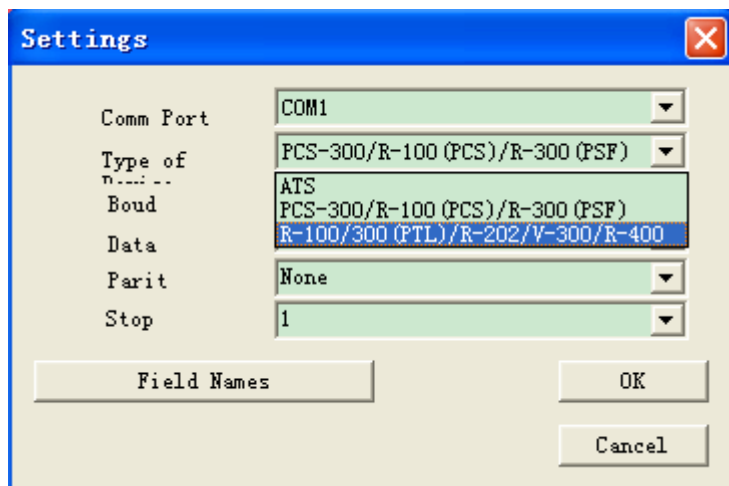 Settings
Comm Port
COM1
Type of
PCS-300/R-100(PCS)/R-300(PSF)
ATS
Boud
PCS-300/R-100(PCS)/R-300(PSF)
Data
R-100/300(PTL)/R-202/V-300/R-400
Parit
None
Stop
1
Field Names
OK
Cancel